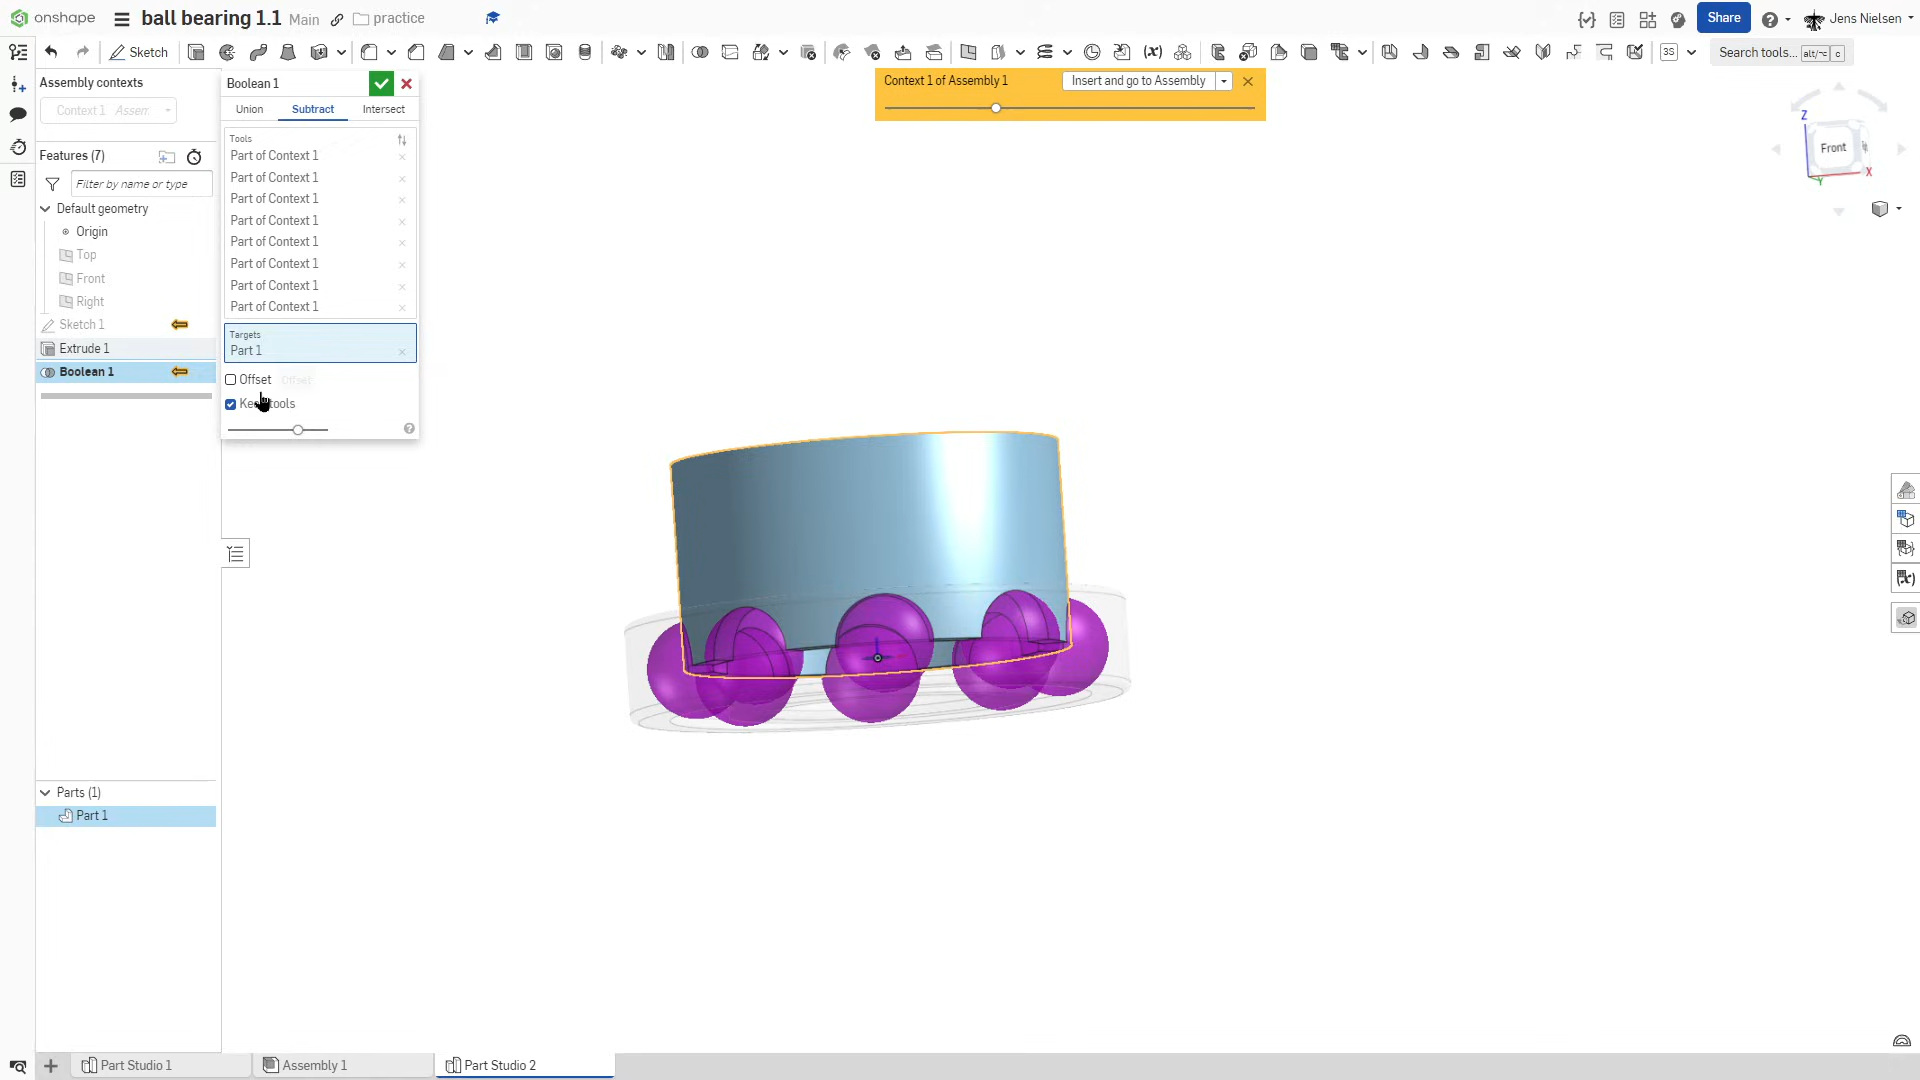 onshape
ball bearing 1.1
Main
practice
Share
Jens Nielsen
Sketch
Search tools...
alt/⌥
c
Assembly contexts
Context 1
Assem
Features (7)
Filter by name or type
Default geometry
Origin
Top
Front
Right
Sketch 1
Extrude 1
Boolean 1
Parts (1)
Part 1
Boolean 1
Union
Subtract
Intersect
Tools
Part of Context 1
Part of Context 1
Part of Context 1
Part of Context 1
Part of Context 1
Part of Context 1
Part of Context 1
Part of Context 1
Targets
Part 1
Offset
Offset
tools
Context 1 of Assembly 1
Insert and go to Assembly
Z
Front
X
Y
Part Studio 1
Assembly 1
Part Studio 2